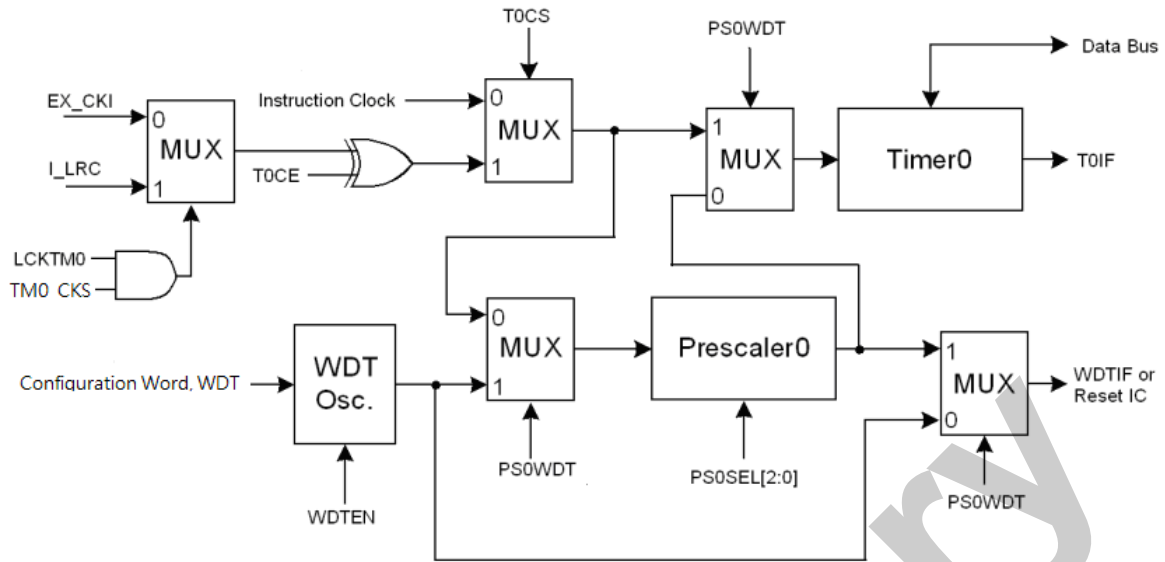 T0CS
PS0WDT
Data Bus
EX_CKI
0
MUX
I_LRC
1
Instruction Clock
0
MUX
1
T0CE
1
MUX
0
Timer0
T0IF
LCKTM0
TM0_CKS
0
MUX
1
Prescaler0
1
MUX
0
WDTIF or
Reset IC
Configuration Word, WDT
WDT
Osc.
WDTEN
PS0WDT
PS0SEL[2:0]
PS0WDT
ry